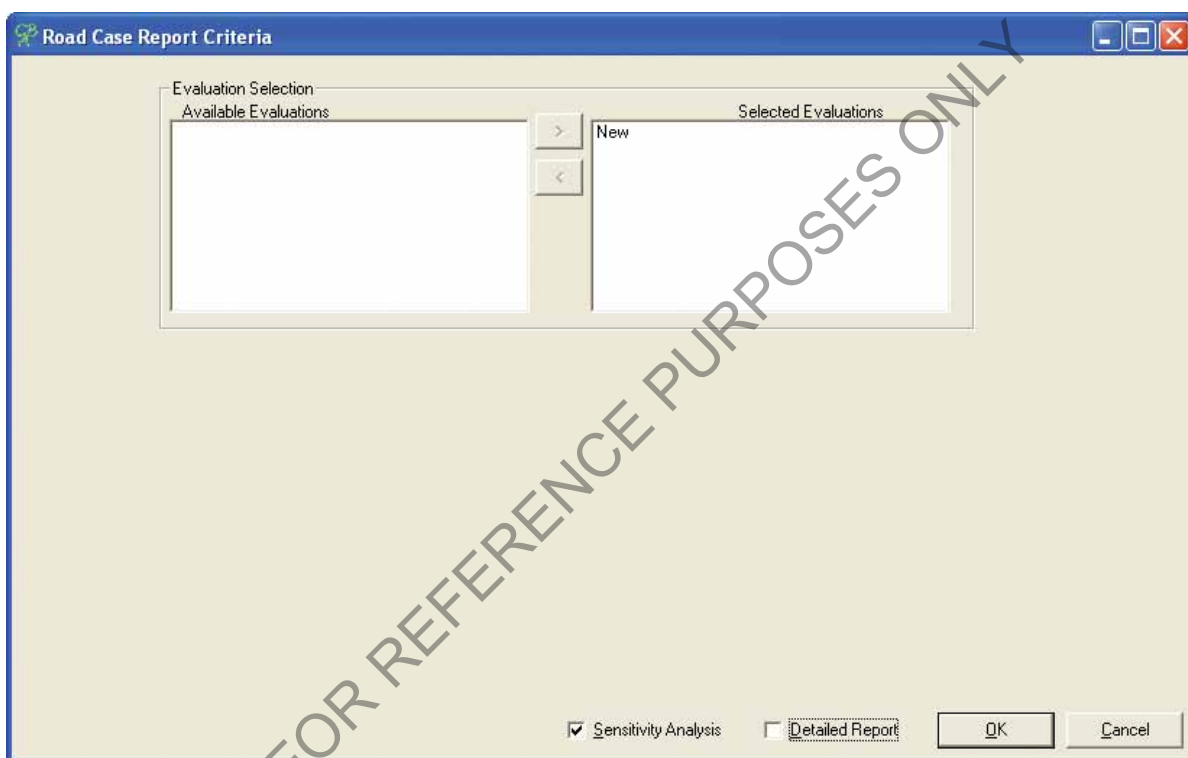 Road Case Report Criteria
Evaluation Selection
Available Evaluations
Selected Evaluations
>
<
New
Sensitivity Analysis
Detailed Report
OK
Cancel
FOR REFERENCE PURPOSES ONLY